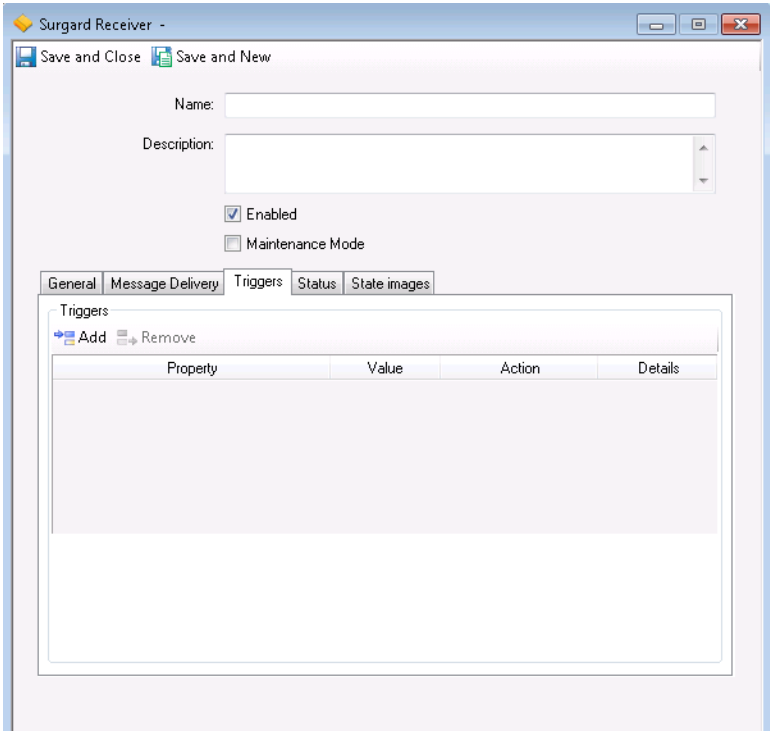 Surgard Receiver -
Save and Close Save and New
Name:
Description:
Enabled
Maintenance Mode
General Message Delivery Triggers Status State images
Triggers
Add Remove
Property Value Action Details